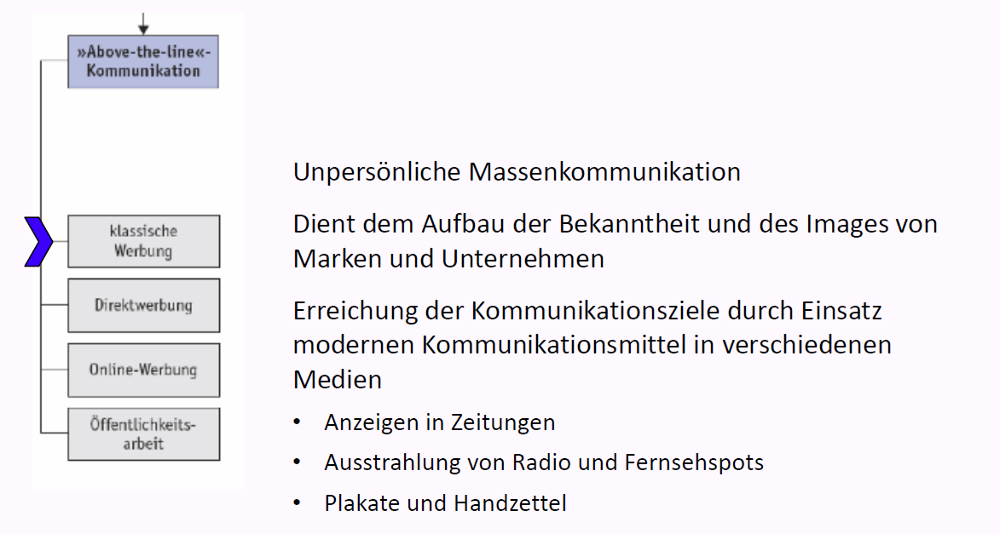 »Above-the-line«-
Kommunikation
klassische
Werbung
Direktwerbung
Online-Werbung
Öffentlichkeits-
arbeit
Unpersönliche Massenkommunikation
Dient dem Aufbau der Bekanntheit und des Images von
Marken und Unternehmen
Erreichung der Kommunikationsziele durch Einsatz
modernen Kommunikationsmittel in verschiedenen
Medien
• Anzeigen in Zeitungen
• Ausstrahlung von Radio und Fernsehspots
• Plakate und Handzettel